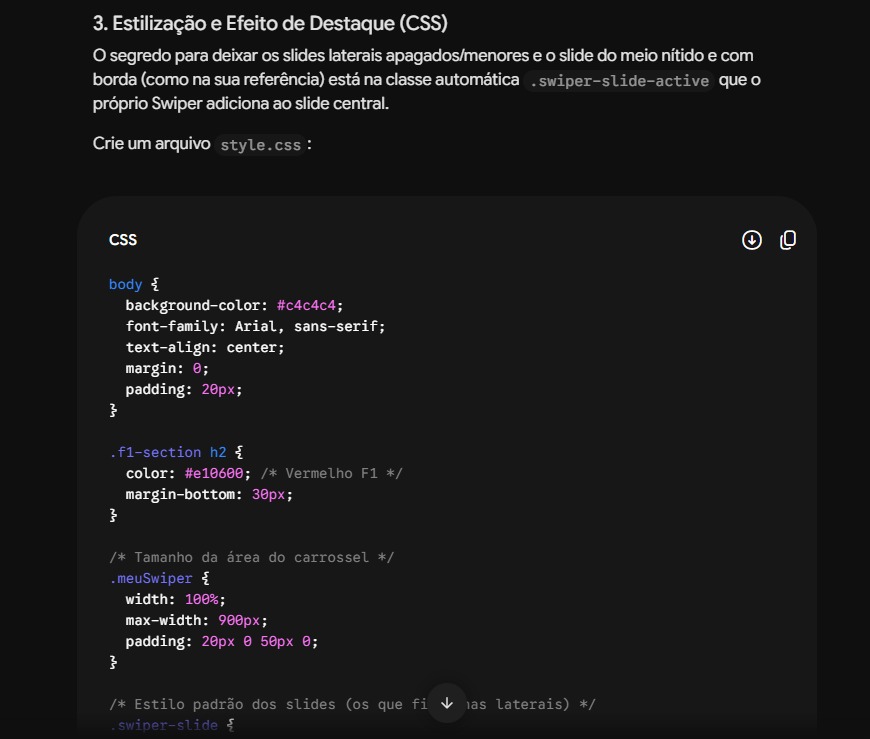 3. Estilização e Efeito de Destaque (CSS)
O segredo para deixar os slides laterais apagados/menores e o slide do meio nítido e com
borda (como na sua referência) está na classe automática .swiper-slide-active que o
próprio Swiper adiciona ao slide central.
Crie um arquivo style.css :
CSS
body {
  background-color: #c4c4c4;
  font-family: Arial, sans-serif;
  text-align: center;
  margin: 0;
  padding: 20px;
}
.f1-section h2 {
  color: #e10600; /* Vermelho F1 */
  margin-bottom: 30px;
}
/* Tamanho da área do carrossel */
.meuSwiper {
  width: 100%;
  max-width: 900px;
  padding: 20px 0 50px 0;
}
/* Estilo padrão dos slides (os que laterais) */
.swiper-slide {